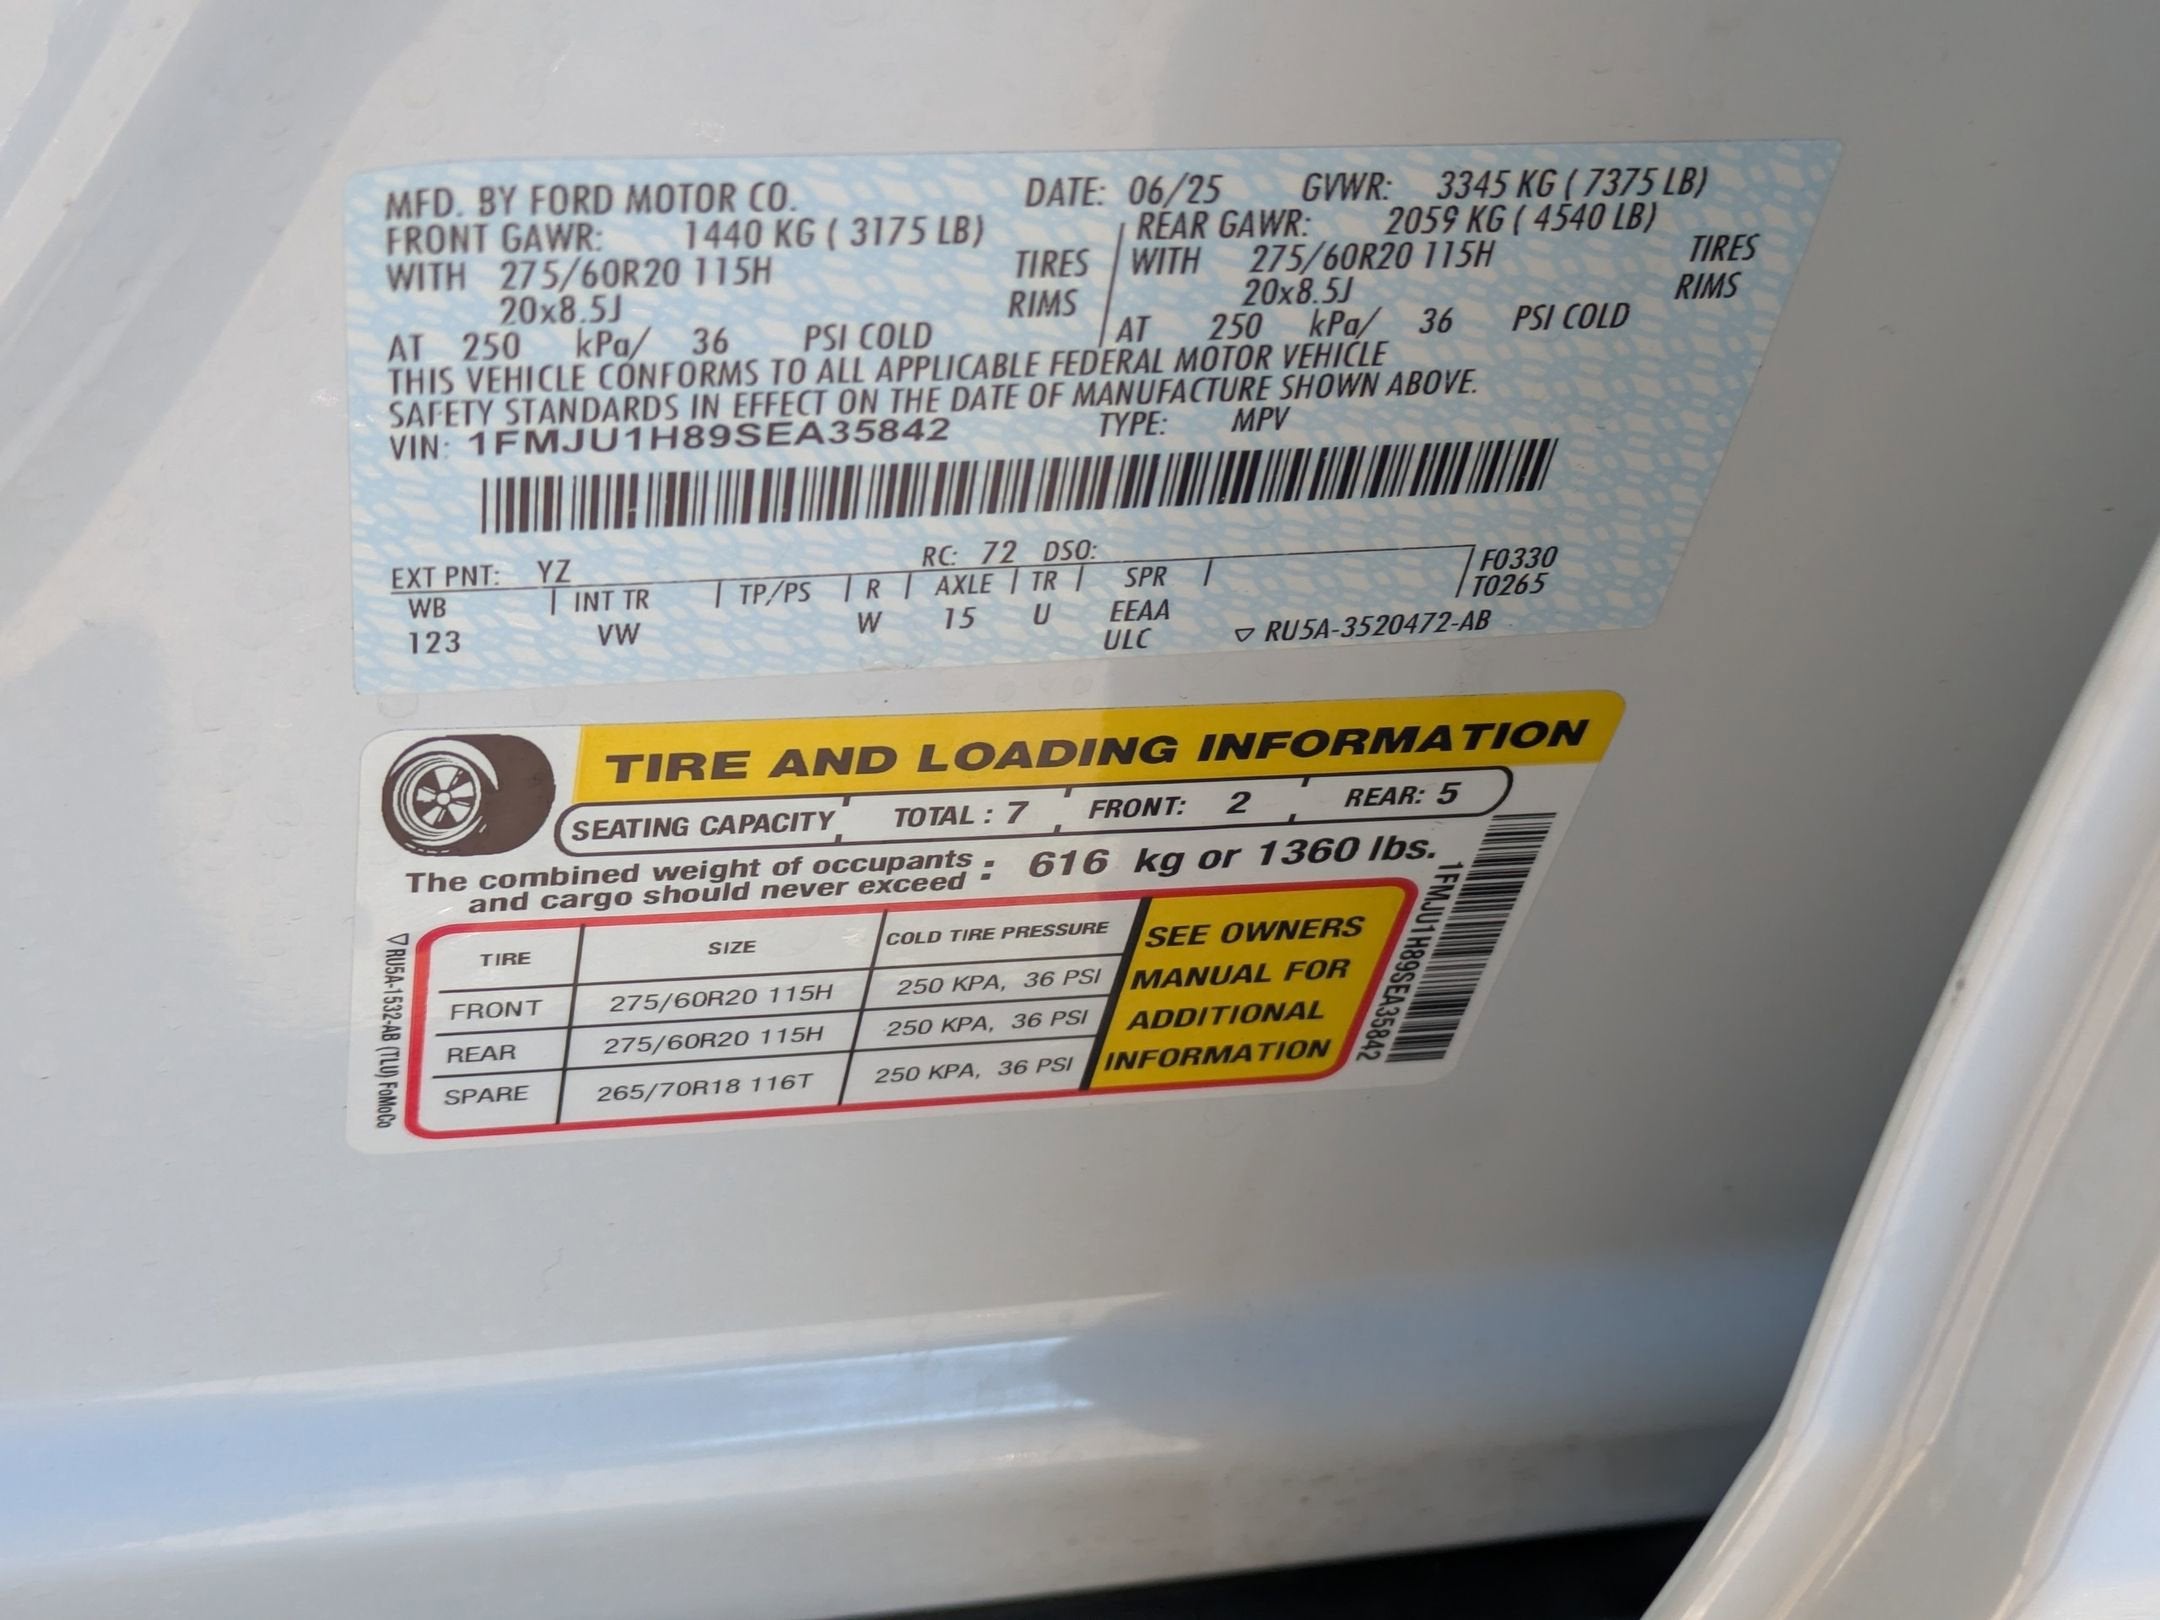 MFD. BY FORD MOTOR CO. DATE: 06/25 GVWR: 3345 KG ( 7375 LB)
FRONT GAWR: 1440 KG ( 3175 LB) REAR GAWR: 2059 KG ( 4540 LB)
WITH 275/60R20 115H TIRES WITH 275/60R20 115H TIRES
20x8.5J RIMS 20x8.5J RIMS
AT 250 kPa/ 36 PSI COLD AT 250 kPa/ 36 PSI COLD
THIS VEHICLE CONFORMS TO ALL APPLICABLE FEDERAL MOTOR VEHICLE
SAFETY STANDARDS IN EFFECT ON THE DATE OF MANUFACTURE SHOWN ABOVE.
VIN: 1FMJU1H89SEA35842 TYPE: MPV
EXT PNT: YZ RC: 72 DSO: F0330
WB INT TR TP/PS R AXLE TR SPR T0265
123 VW W 15 U EEAA
ULC ▽ RU5A-3520472-AB
TIRE AND LOADING INFORMATION
SEATING CAPACITY TOTAL : 7 FRONT: 2 REAR: 5
The combined weight of occupants
and cargo should never exceed : 616 kg or 1360 lbs.
TIRE SIZE COLD TIRE PRESSURE
FRONT 275/60R20 115H 250 KPA, 36 PSI
REAR 275/60R20 115H 250 KPA, 36 PSI
SPARE 265/70R18 116T 250 KPA, 36 PSI
SEE OWNERS
MANUAL FOR
ADDITIONAL
INFORMATION
1FMJU1H89SEA35842
▽RU5A-1532-AB (TLU) FoMoCo